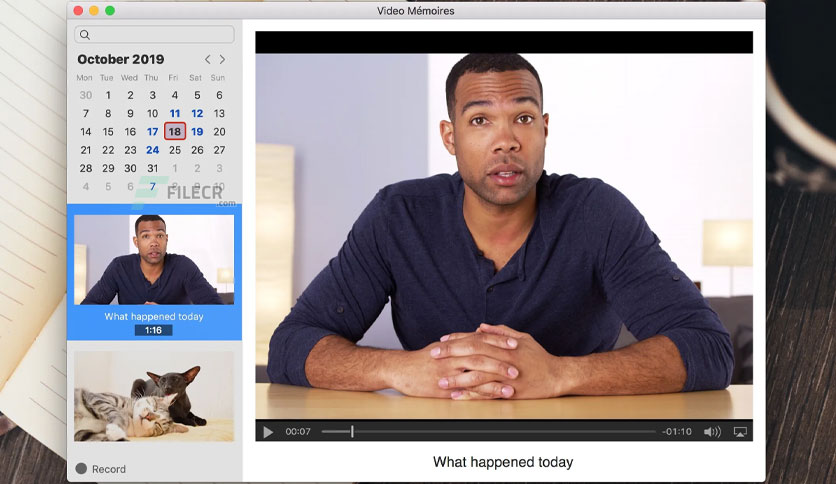 Video Mémoires
October 2019
Mon Tue Wed Thu Fri Sat Sun
30 1 2 3 4 5 6
7 8 9 10 11 12 13
14 15 16 17 18 19 20
21 22 23 24 25 26 27
28 29 30 31 1 2 3
4 5 6 7 8 9 10
FILECR
.com
What happened today
1:16
Record
00:07
-01:10
What happened today